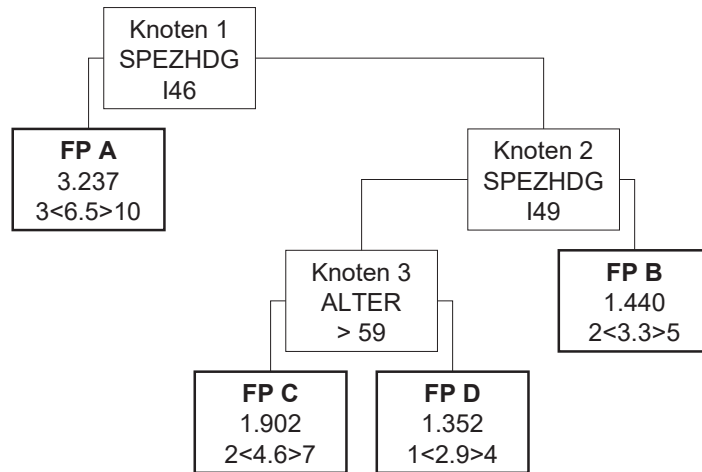 Knoten 1
SPEZHDG
I46
FP A
3.237
3<6.5>10
Knoten 2
SPEZHDG
I49
Knoten 3
ALTER
> 59
FP B
1.440
2<3.3>5
FP C
1.902
2<4.6>7
FP D
1.352
1<2.9>4